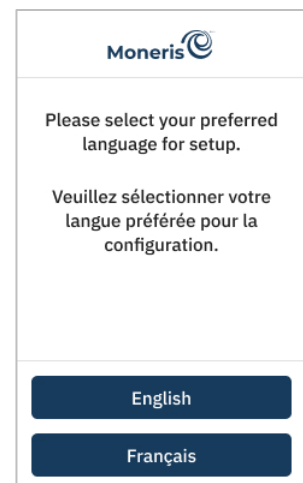 Moneris
Please select your preferred
language for setup.
Veuillez sélectionner votre
langue préférée pour la
configuration.
English
Français